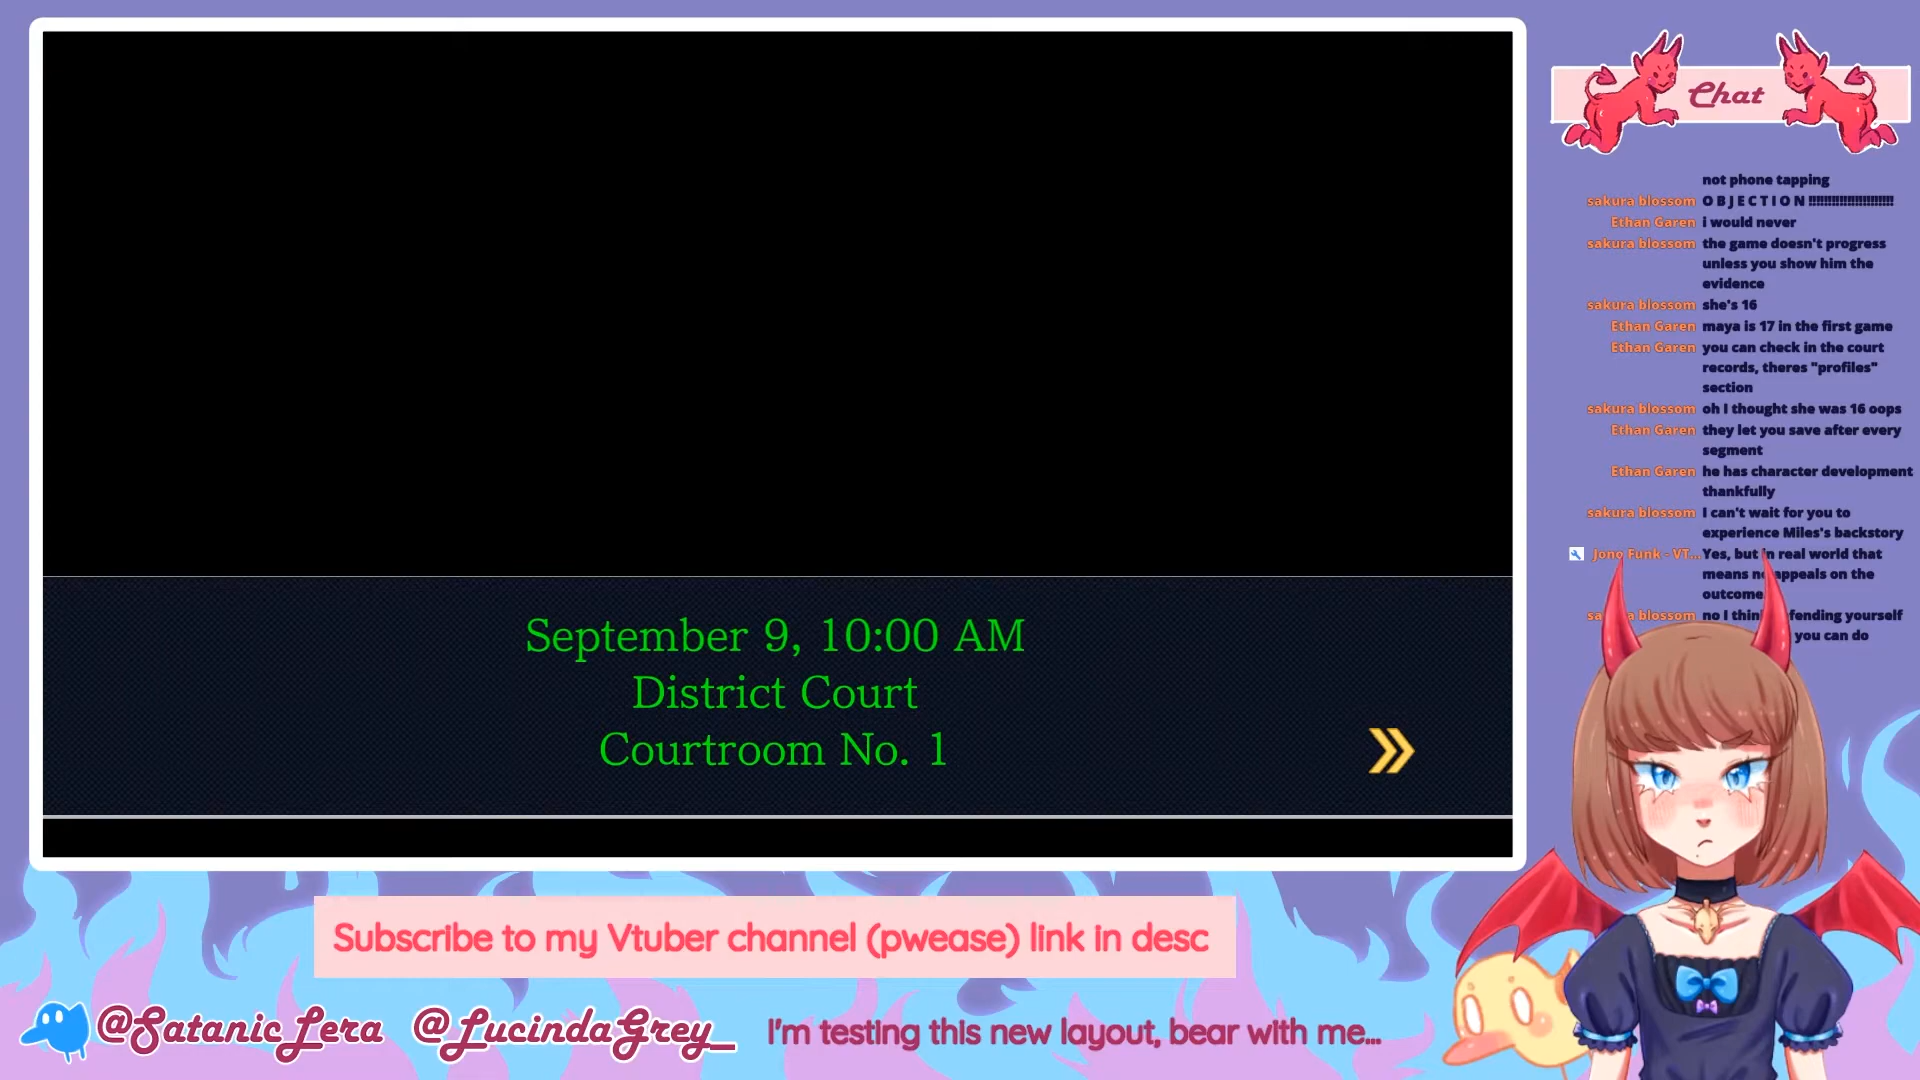 Chat
not phone tapping
sakura blossom O B J E C T I O N !!!!!!!!!!!!!!!!!!!!!!
Ethan Garen i would never
sakura blossom the game doesn't progress
unless you show him the
evidence
sakura blossom she's 16
Ethan Garen maya is 17 in the first game
Ethan Garen you can check in the court
records, theres "profiles"
section
sakura blossom oh I thought she was 16 oops
Ethan Garen they let you save after every
segment
Ethan Garen he has character development
thankfully
sakura blossom I can't wait for you to
experience Miles's backstory
Jono Funk - VT... Yes, but in real world that
means no appeals on the
outcome
no I think fending yourself
you can do
September 9, 10:00 AM
District Court
Courtroom No. 1
Subscribe to my Vtuber channel (pwease) link in desc
@SatanicLera @LucindaGrey_ I'm testing this new layout, bear with me...